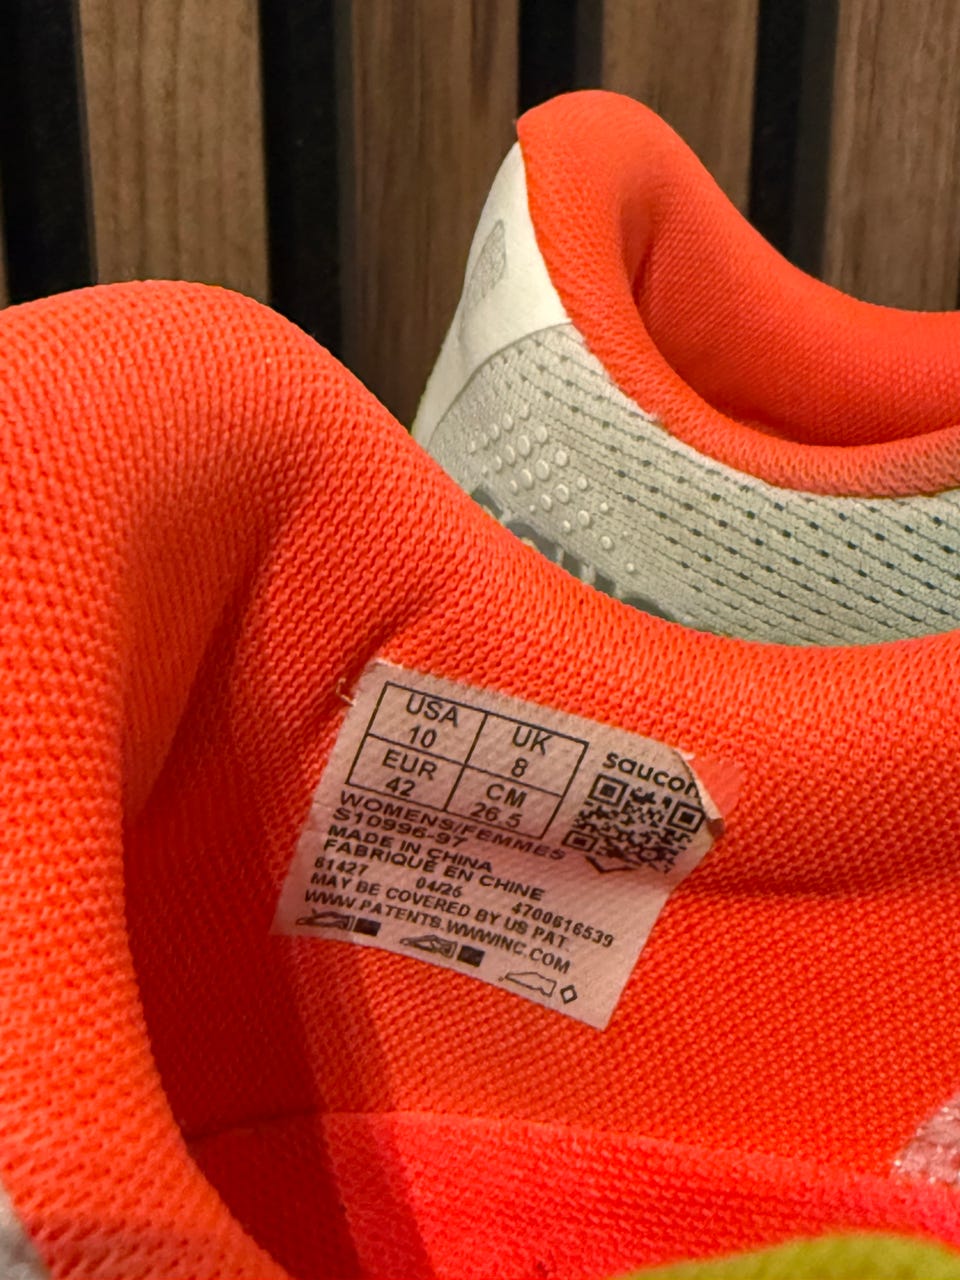 USA
10
UK
8
EUR
42
CM
26.5
saucon
WOMENS/FEMMES
S10996-97
MADE IN CHINA
FABRIQUÉ EN CHINE
61427 04/26 4700616539
MAY BE COVERED BY US PAT.
WWW.PATENTS.WWWINC.COM